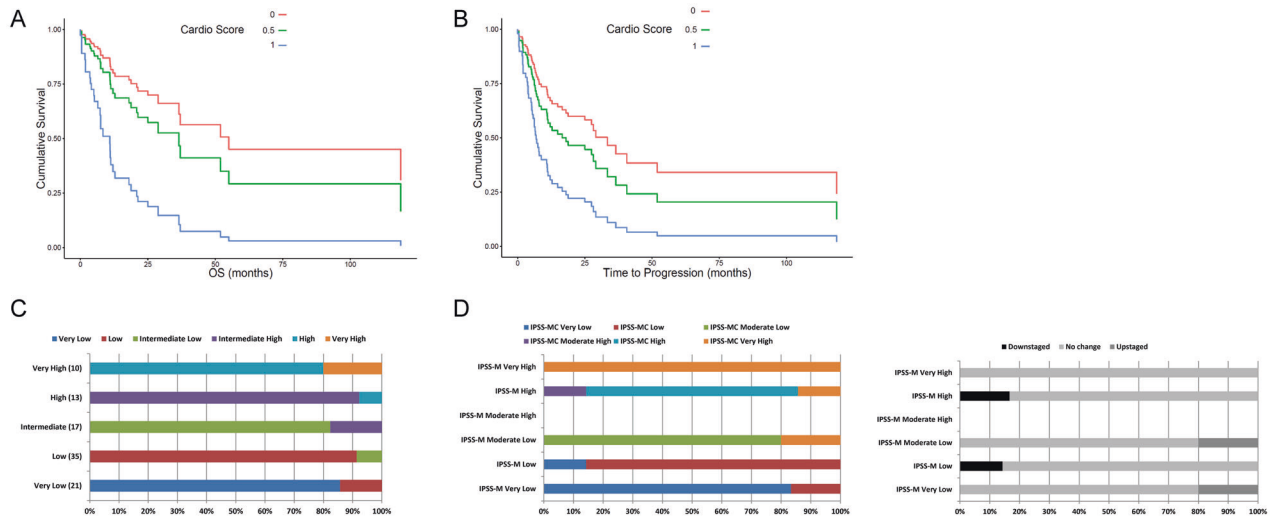 A
Cardio Score
0
0.5
1
1.00
0.75
0.50
0.25
0.00
Cumulative Survival
0 25 50 75 100
OS (months)
B
Cardio Score
0
0.5
1
1.00
0.75
0.50
0.25
0.00
Cumulative Survival
0 25 50 75 100
Time to Progression (months)
C
Very Low Low Intermediate Low Intermediate High High Very High
Very High (10)
High (13)
Intermediate (17)
Low (35)
Very Low (21)
0% 10% 20% 30% 40% 50% 60% 70% 80% 90% 100%
D
IPSS-MC Very Low IPSS-MC Low IPSS-MC Moderate Low
IPSS-MC Moderate High IPSS-MC High IPSS-MC Very High
IPSS-M Very High
IPSS-M High
IPSS-M Moderate High
IPSS-M Moderate Low
IPSS-M Low
IPSS-M Very Low
0% 10% 20% 30% 40% 50% 60% 70% 80% 90% 100%
Downstaged No change Upstaged
IPSS-M Very High
IPSS-M High
IPSS-M Moderate High
IPSS-M Moderate Low
IPSS-M Low
IPSS-M Very Low
0% 10% 20% 30% 40% 50% 60% 70% 80% 90% 100%